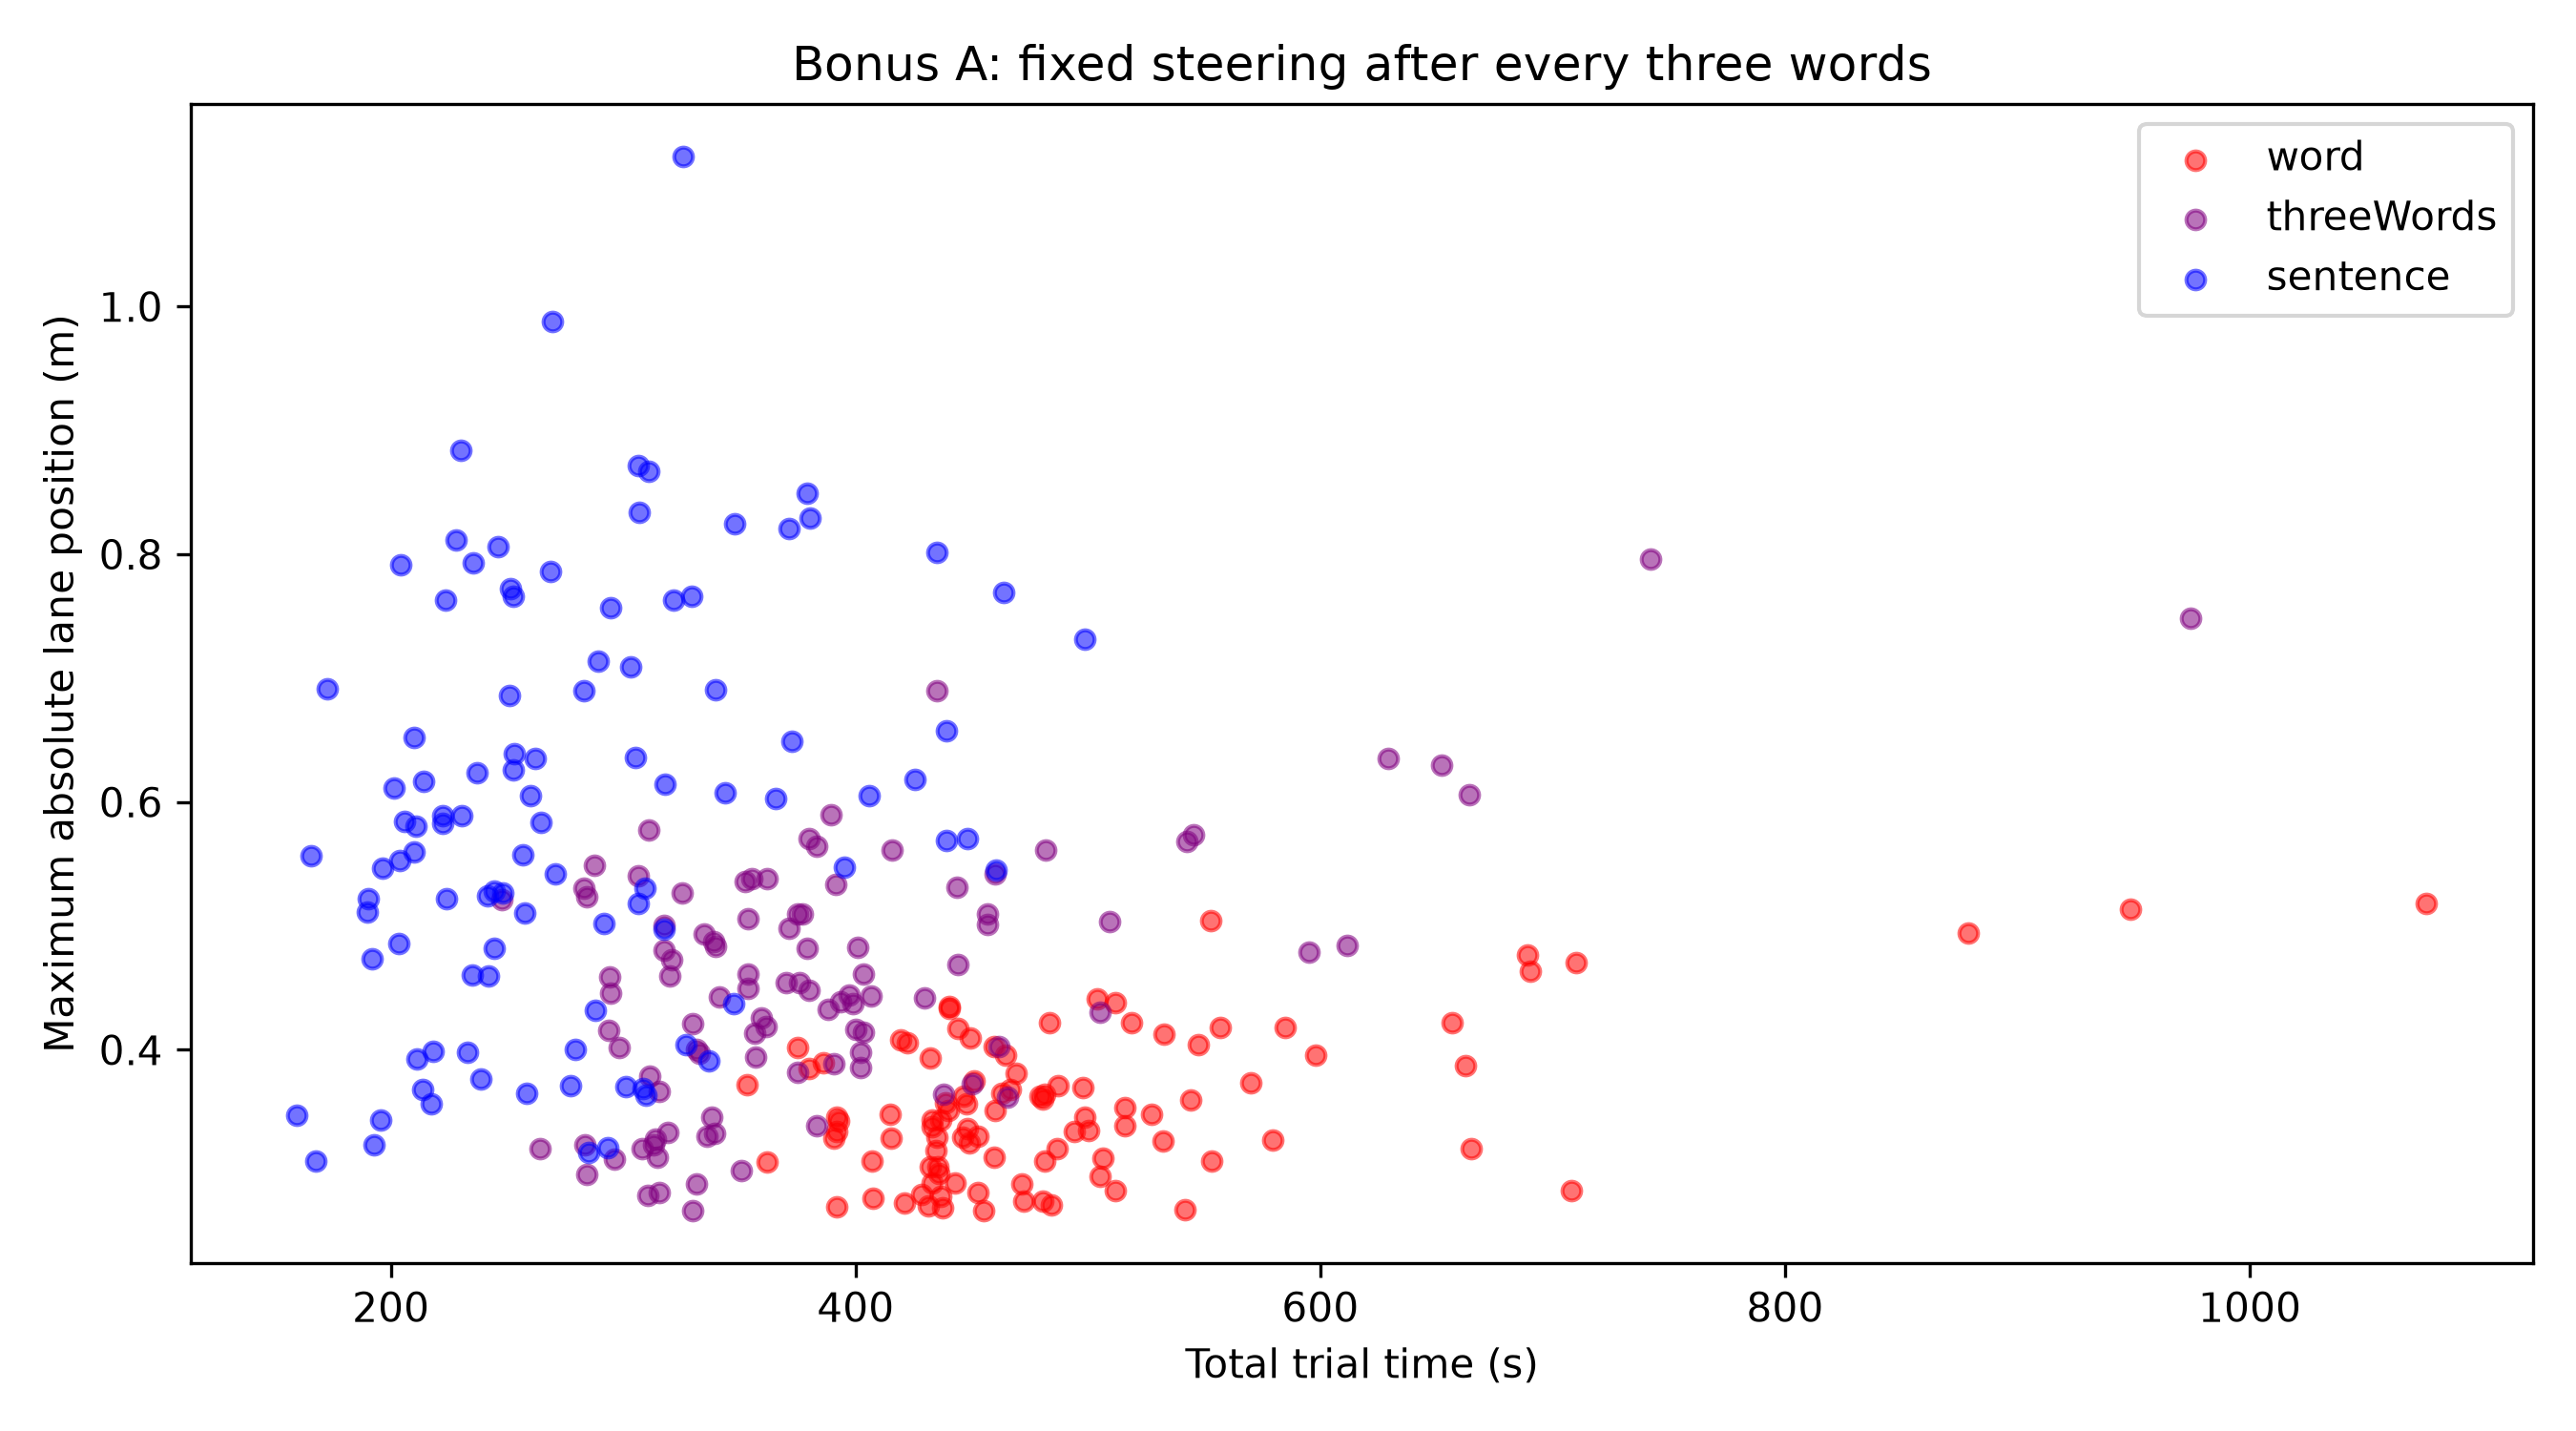 Bonus A: fixed steering after every three words
word
threeWords
sentence
Maximum absolute lane position (m)
1.0
0.8
0.6
0.4
200 400 600 800 1000
Total trial time (s)